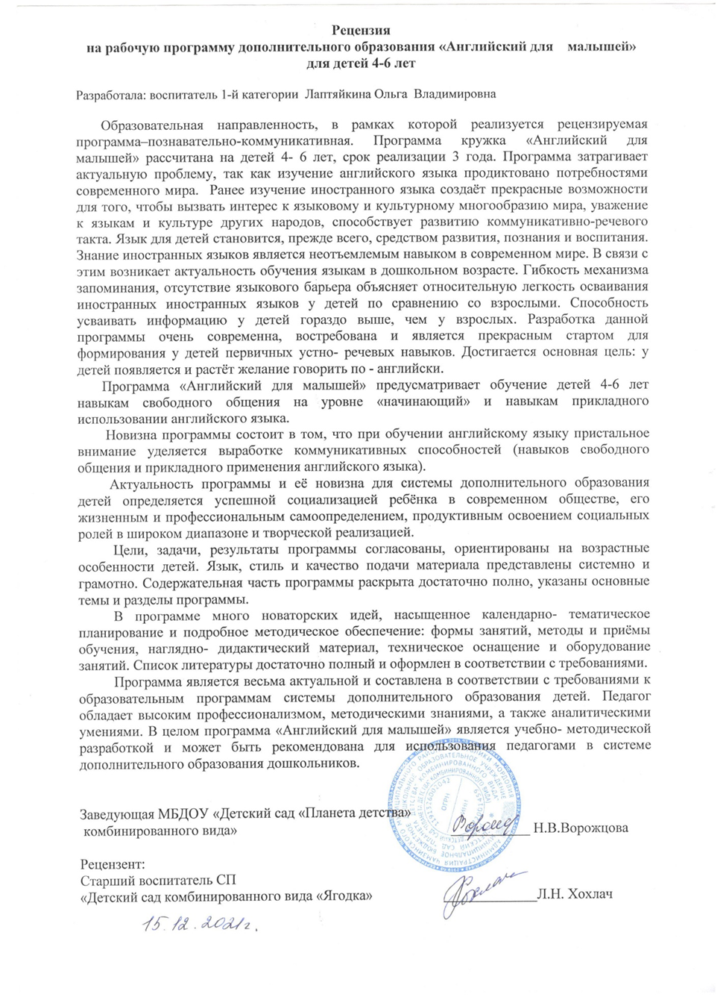 Рецензия
на рабочую программу дополнительного образования «Английский для малышей»
для детей 4-6 лет
Разработала: воспитатель 1-й категории Лаптяйкина Ольга Владимировна
Образовательная направленность, в рамках которой реализуется рецензируемая
программа–познавательно-коммуникативная. Программа кружка «Английский для
малышей» рассчитана на детей 4- 6 лет, срок реализации 3 года. Программа затрагивает
актуальную проблему, так как изучение английского языка продиктовано потребностями
современного мира. Ранее изучение иностранного языка создаёт прекрасные возможности
для того, чтобы вызвать интерес к языковому и культурному многообразию мира, уважение
к языкам и культуре других народов, способствует развитию коммуникативно-речевого
такта. Язык для детей становится, прежде всего, средством развития, познания и воспитания.
Знание иностранных языков является неотъемлемым навыком в современном мире. В связи с
этим возникает актуальность обучения языкам в дошкольном возрасте. Гибкость механизма
запоминания, отсутствие языкового барьера объясняет относительную легкость осваивания
иностранных иностранных языков у детей по сравнению со взрослыми. Способность
усваивать информацию у детей гораздо выше, чем у взрослых. Разработка данной
программы очень современна, востребована и является прекрасным стартом для
формирования у детей первичных устно- речевых навыков. Достигается основная цель: у
детей появляется и растёт желание говорить по - английски.
Программа «Английский для малышей» предусматривает обучение детей 4-6 лет
навыкам свободного общения на уровне «начинающий» и навыкам прикладного
использовании английского языка.
Новизна программы состоит в том, что при обучении английскому языку пристальное
внимание уделяется выработке коммуникативных способностей (навыков свободного
общения и прикладного применения английского языка).
Актуальность программы и её новизна для системы дополнительного образования
детей определяется успешной социализацией ребёнка в современном обществе, его
жизненным и профессиональным самоопределением, продуктивным освоением социальных
ролей в широком диапазоне и творческой реализацией.
Цели, задачи, результаты программы согласованы, ориентированы на возрастные
особенности детей. Язык, стиль и качество подачи материала представлены системно и
грамотно. Содержательная часть программы раскрыта достаточно полно, указаны основные
темы и разделы программы.
В программе много новаторских идей, насыщенное календарно- тематическое
планирование и подробное методическое обеспечение: формы занятий, методы и приёмы
обучения, наглядно- дидактический материал, техническое оснащение и оборудование
занятий. Список литературы достаточно полный и оформлен в соответствии с требованиями.
Программа является весьма актуальной и составлена в соответствии с требованиями к
образовательным программам системы дополнительного образования детей. Педагог
обладает высоким профессионализмом, методическими знаниями, а также аналитическими
умениями. В целом программа «Английский для малышей» является учебно- методической
разработкой и может быть рекомендована для использования педагогами в системе
дополнительного образования дошкольников.
Заведующая МБДОУ «Детский сад «Планета детства»
комбинированного вида» Н.В.Ворожцова
Рецензент:
Старший воспитатель СП
«Детский сад комбинированного вида «Ягодка» Л.Н. Хохлач
15.12.2021г.